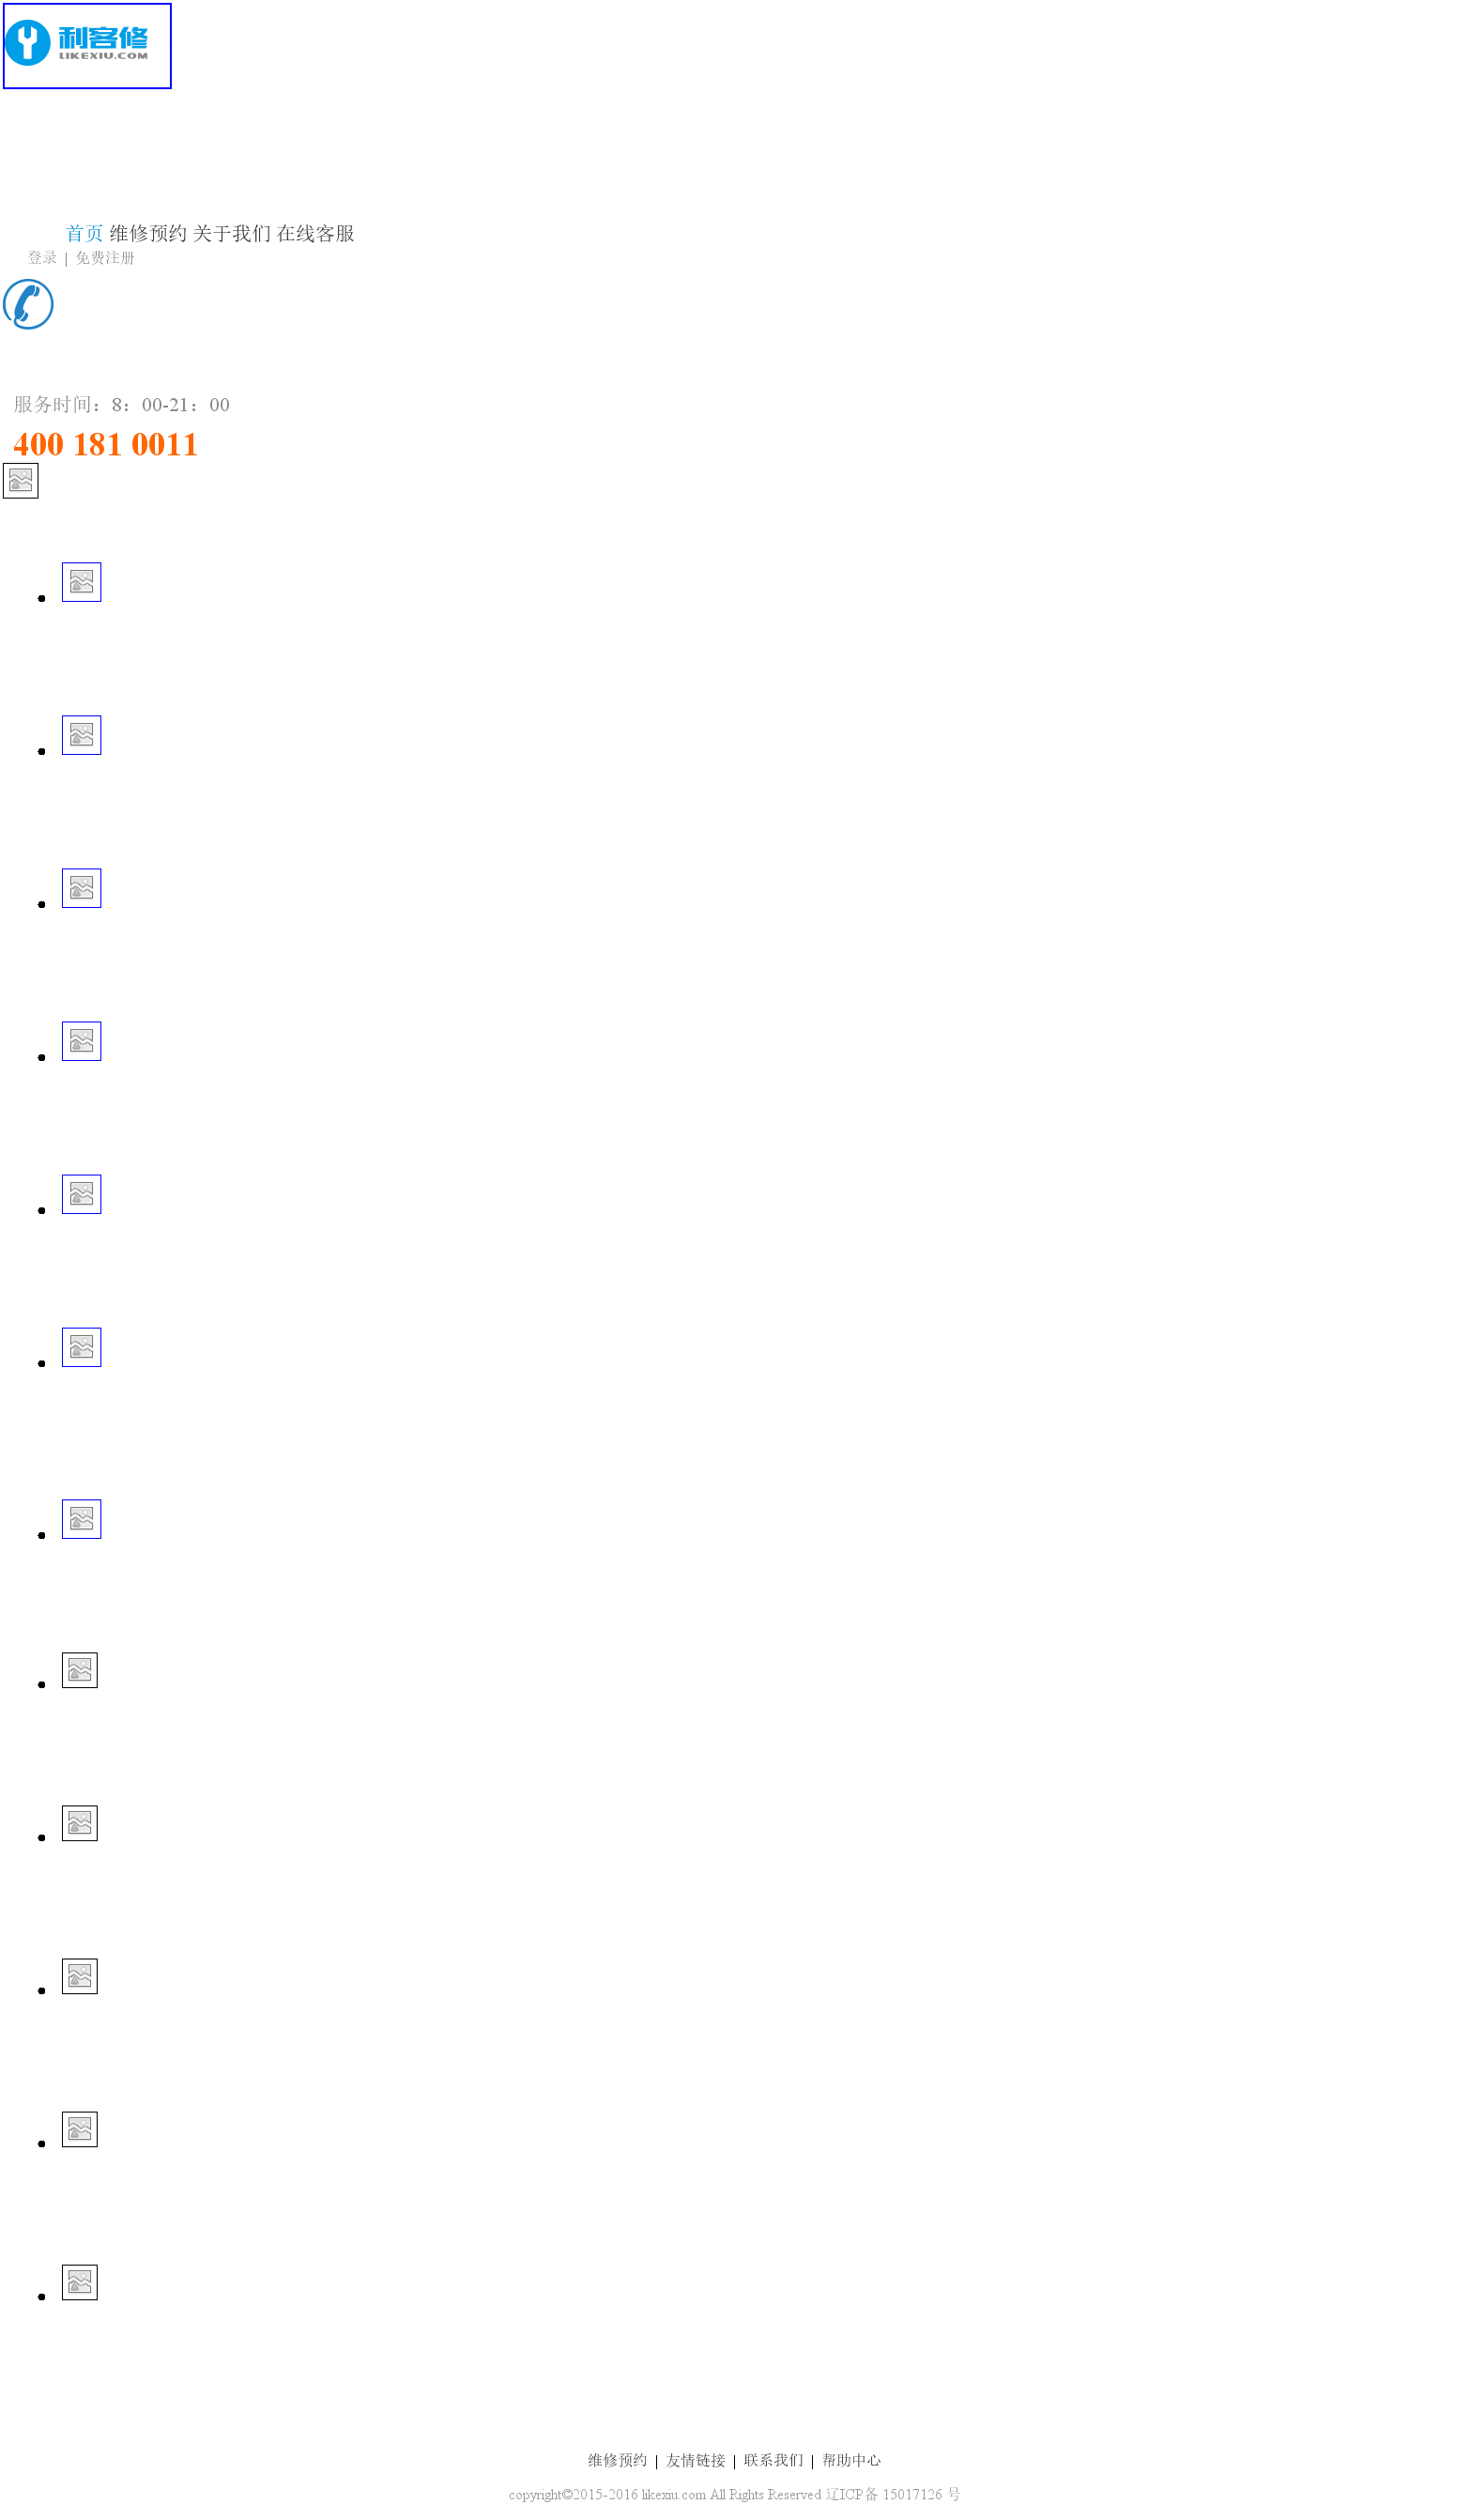 利客修
LIKEXIU.COM
首页 维修预约 关于我们 在线客服
登录 | 免费注册
服务时间：8：00-21：00
400 181 0011
维修预约 | 友情链接 | 联系我们 | 帮助中心
copyright©2015-2016 likexiu.com All Rights Reserved 辽ICP备 15017126 号